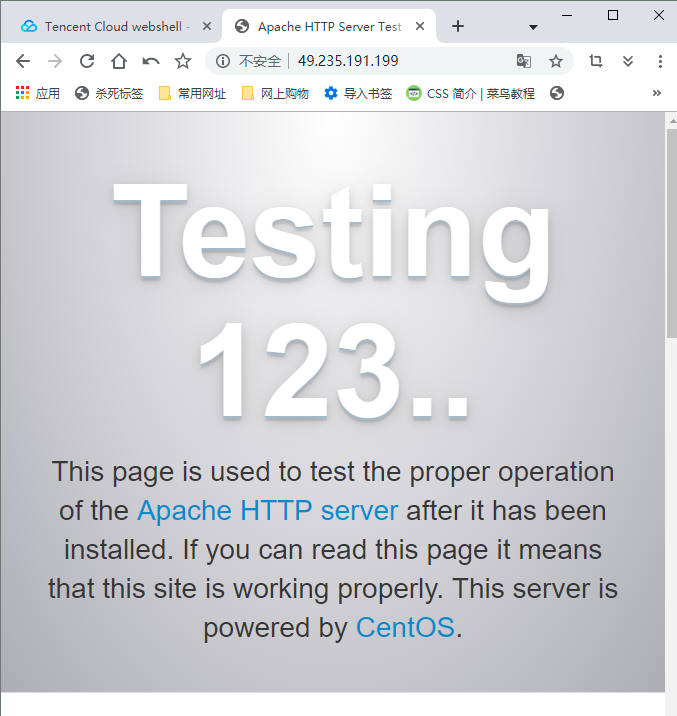 Tencent Cloud webshell -
Apache HTTP Server Test
不安全 49.235.191.199
应用 杀死标签 常用网址 网上购物 导入书签 CSS 简介 | 菜鸟教程
Testing
123..
This page is used to test the proper operation
of the Apache HTTP server after it has been
installed. If you can read this page it means
that this site is working properly. This server is
powered by CentOS.